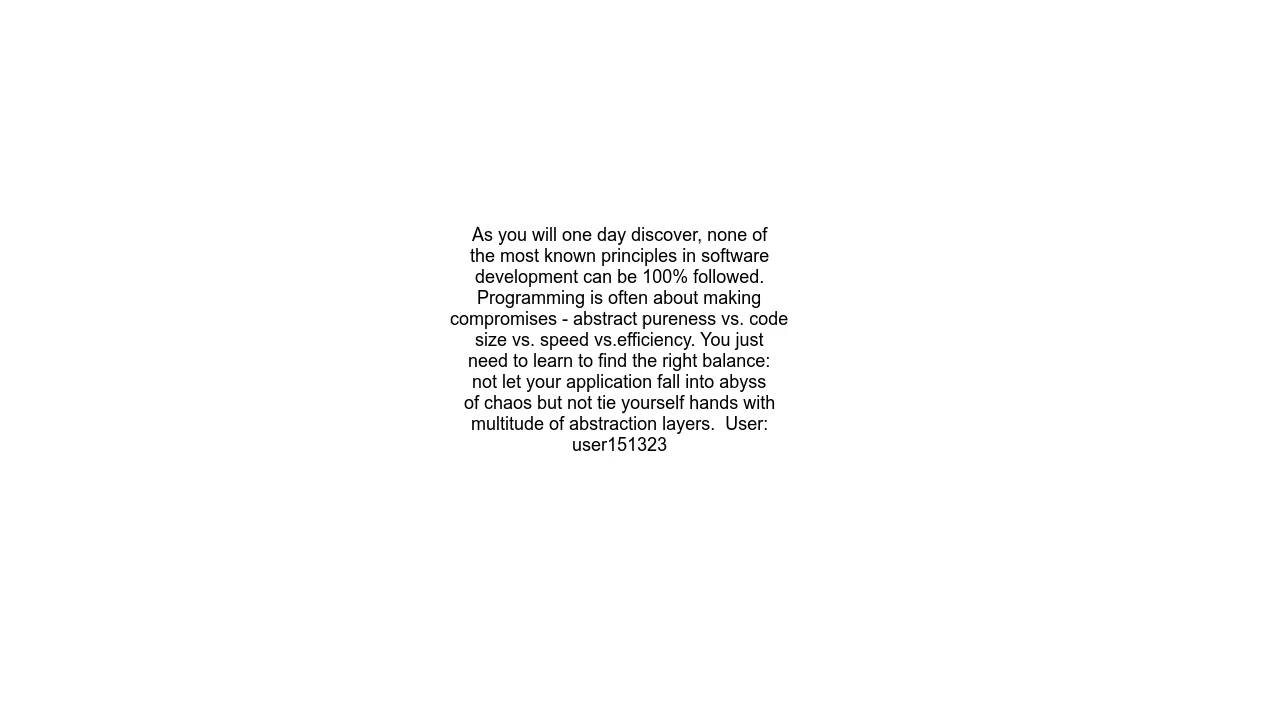 As you will one day discover, none of
the most known principles in software
development can be 100% followed.
Programming is often about making
compromises - abstract pureness vs. code
size vs. speed vs.efficiency. You just
need to learn to find the right balance:
not let your application fall into abyss
of chaos but not tie yourself hands with
multitude of abstraction layers.  User:
user151323